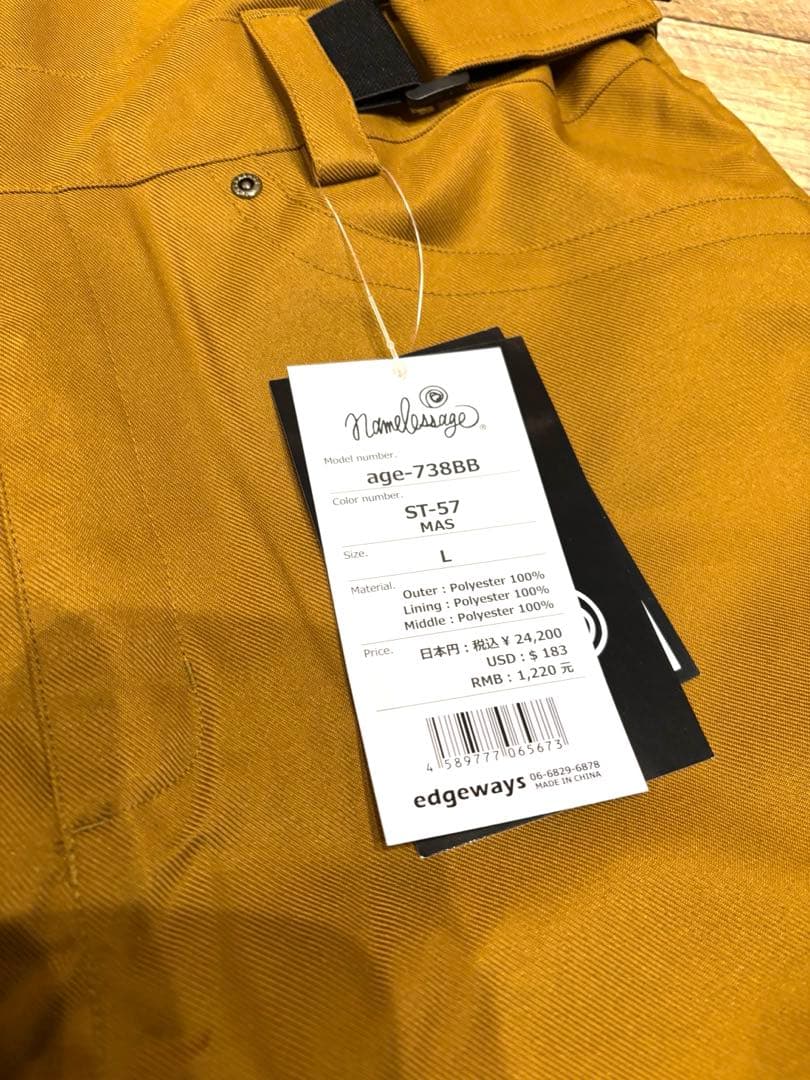 namelessage®
Model number.
age-738BB
Color number.
ST-57
MAS
Size.
L
Material.
Outer : Polyester 100%
Lining : Polyester 100%
Middle : Polyester 100%
Price.
日本円 : 税込 ¥ 24,200
USD : $ 183
RMB : 1,220 元
4 589777 065673
edgeways 06-6829-6878
MADE IN CHINA